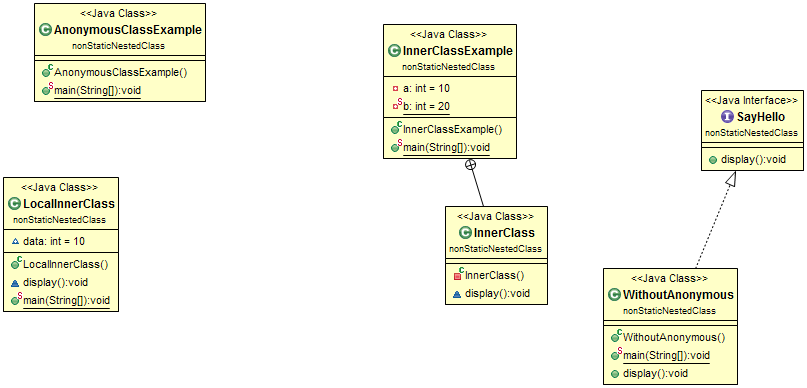 <<Java Class>>
AnonymousClassExample
nonStaticNestedClass
AnonymousClassExample()
main(String[]):void
<<Java Class>>
InnerClassExample
nonStaticNestedClass
a: int = 10
b: int = 20
InnerClassExample()
main(String[]):void
<<Java Interface>>
SayHello
nonStaticNestedClass
display():void
<<Java Class>>
LocalInnerClass
nonStaticNestedClass
data: int = 10
LocalInnerClass()
display():void
main(String[]):void
<<Java Class>>
InnerClass
nonStaticNestedClass
InnerClass()
display():void
<<Java Class>>
WithoutAnonymous
nonStaticNestedClass
WithoutAnonymous()
main(String[]):void
display():void